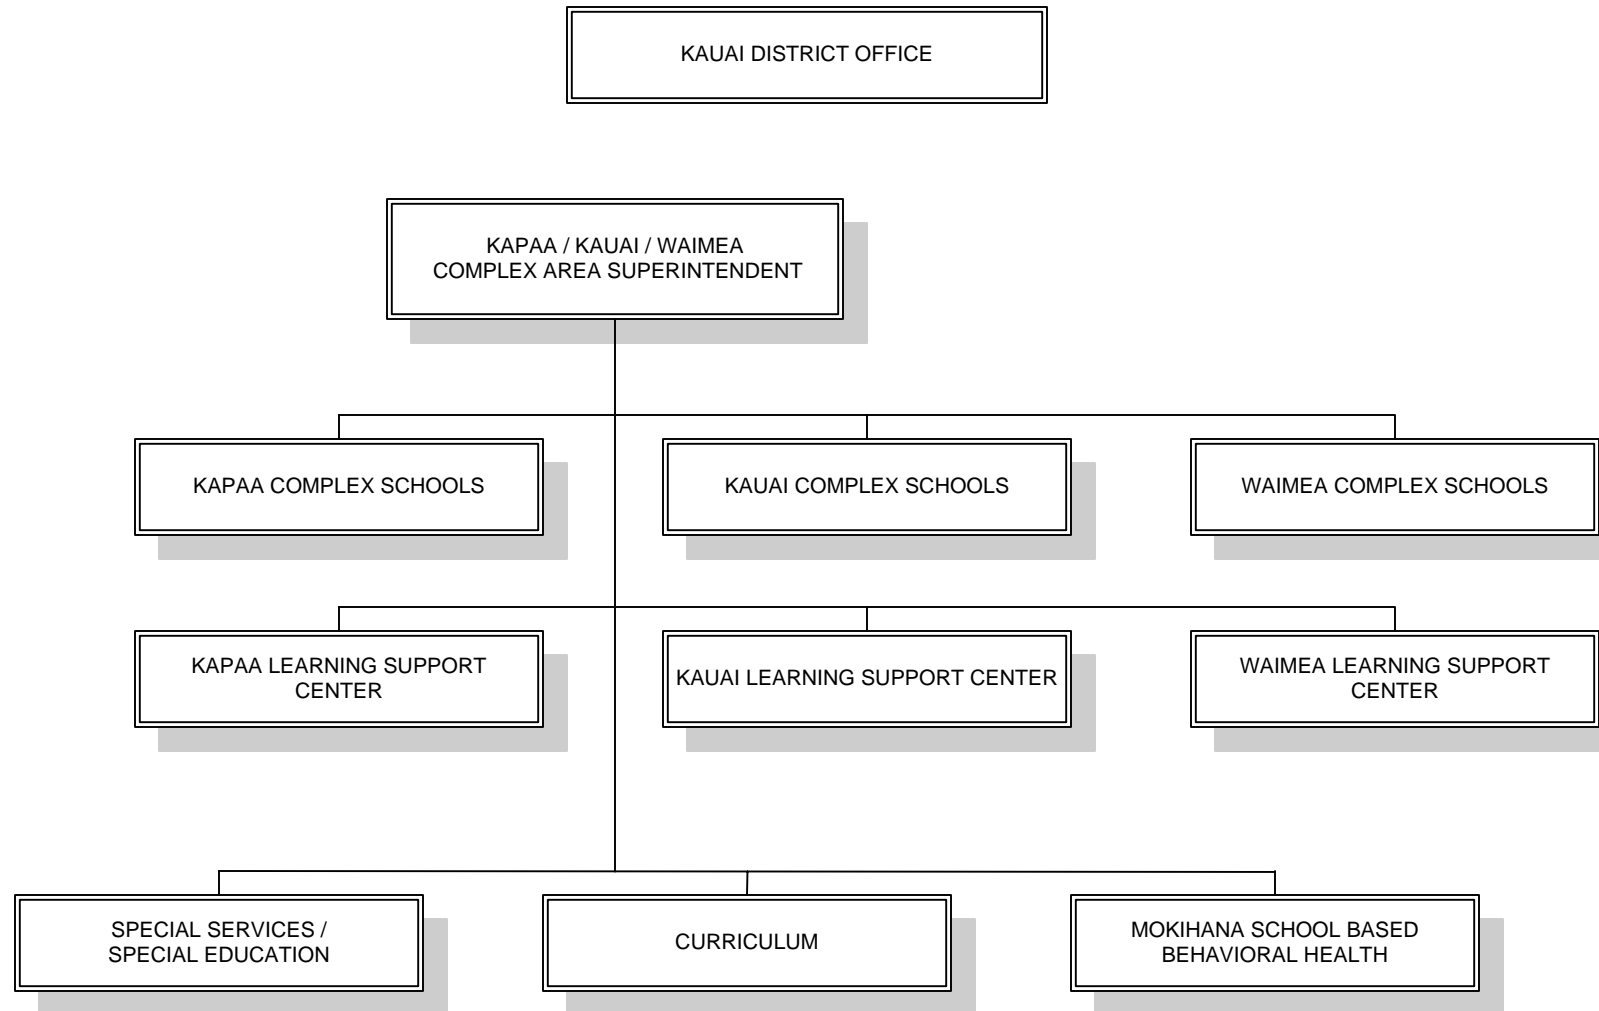 KAUAI DISTRICT OFFICE
KAPAA / KAUAI / WAIMEA
COMPLEX AREA SUPERINTENDENT
KAPAA COMPLEX SCHOOLS
KAUAI COMPLEX SCHOOLS
WAIMEA COMPLEX SCHOOLS
KAPAA LEARNING SUPPORT
CENTER
KAUAI LEARNING SUPPORT CENTER
WAIMEA LEARNING SUPPORT
CENTER
SPECIAL SERVICES /
SPECIAL EDUCATION
CURRICULUM
MOKIHANA SCHOOL BASED
BEHAVIORAL HEALTH